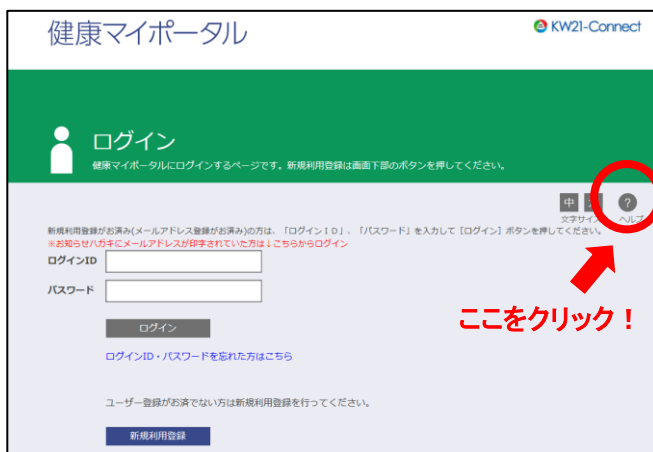 健康マイポータル
KW21-Connect
ログイン
健康マイポータルにログインするページです。新規利用登録は画面下部のボタンを押してください。
中
?
文字サイズ ヘルプ
新規利用登録がお済み(メールアドレス登録がお済み)の方は、「ログインID」、「パスワード」を入力して［ログイン］ボタンを押してください。
※お知らせハガキにメールアドレスが印字されていた方は↓こちらからログイン
ログインID
パスワード
ここをクリック！
ログイン
ログインID・パスワードを忘れた方はこちら
ユーザー登録がお済でない方は新規利用登録を行ってください。
新規利用登録